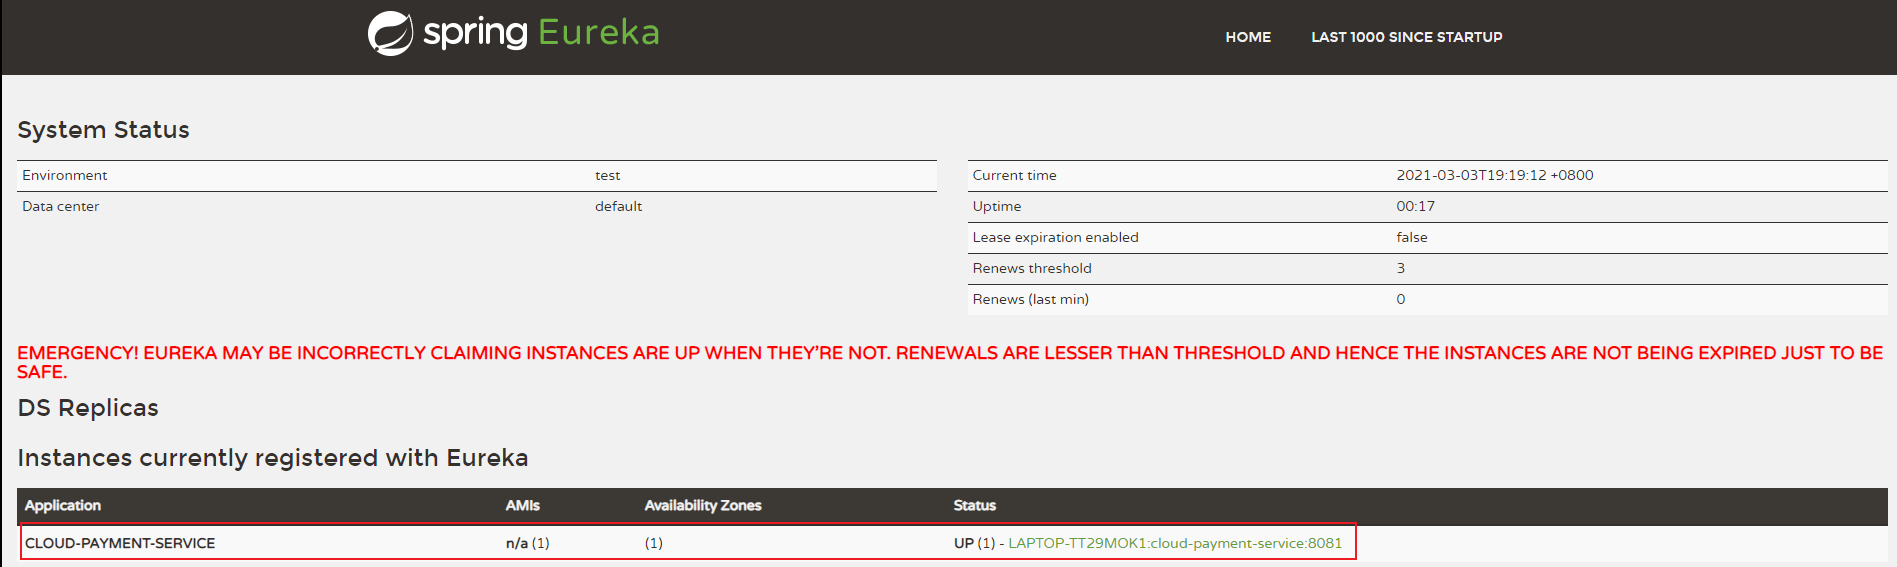 spring Eureka
HOME LAST 1000 SINCE STARTUP
System Status
Environment test
Data center default
Current time 2021-03-03T19:19:12 +0800
Uptime 00:17
Lease expiration enabled false
Renews threshold 3
Renews (last min) 0
EMERGENCY! EUREKA MAY BE INCORRECTLY CLAIMING INSTANCES ARE UP WHEN THEY'RE NOT. RENEWALS ARE LESSER THAN THRESHOLD AND HENCE THE INSTANCES ARE NOT BEING EXPIRED JUST TO BE
SAFE.
DS Replicas
Instances currently registered with Eureka
Application AMIs Availability Zones Status
CLOUD-PAYMENT-SERVICE n/a (1) (1) UP (1) - LAPTOP-TT29MOK1:cloud-payment-service:8081